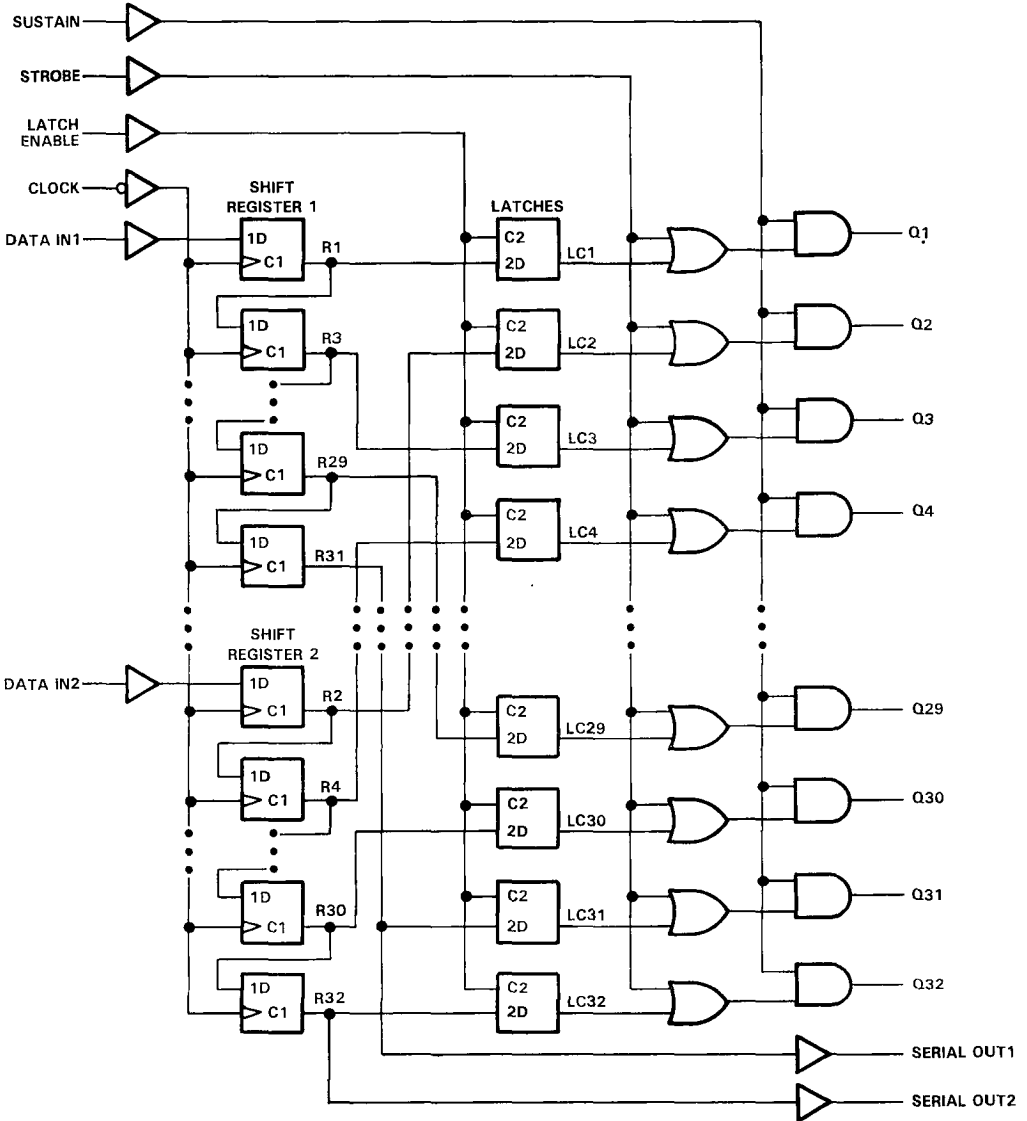 SUSTAIN
STROBE
LATCH
ENABLE
CLOCK
DATA IN1
SHIFT
REGISTER 1
LATCHES
1D
C1
R1
C2
2D
LC1
Q1
1D
C1
R3
C2
2D
LC2
Q2
C2
2D
LC3
Q3
1D
C1
R29
C2
2D
LC4
Q4
1D
C1
R31
SHIFT
REGISTER 2
DATA IN2
1D
C1
R2
C2
2D
LC29
Q29
1D
C1
R4
C2
2D
LC30
Q30
1D
C1
R30
C2
2D
LC31
Q31
1D
C1
R32
C2
2D
LC32
Q32
SERIAL OUT1
SERIAL OUT2